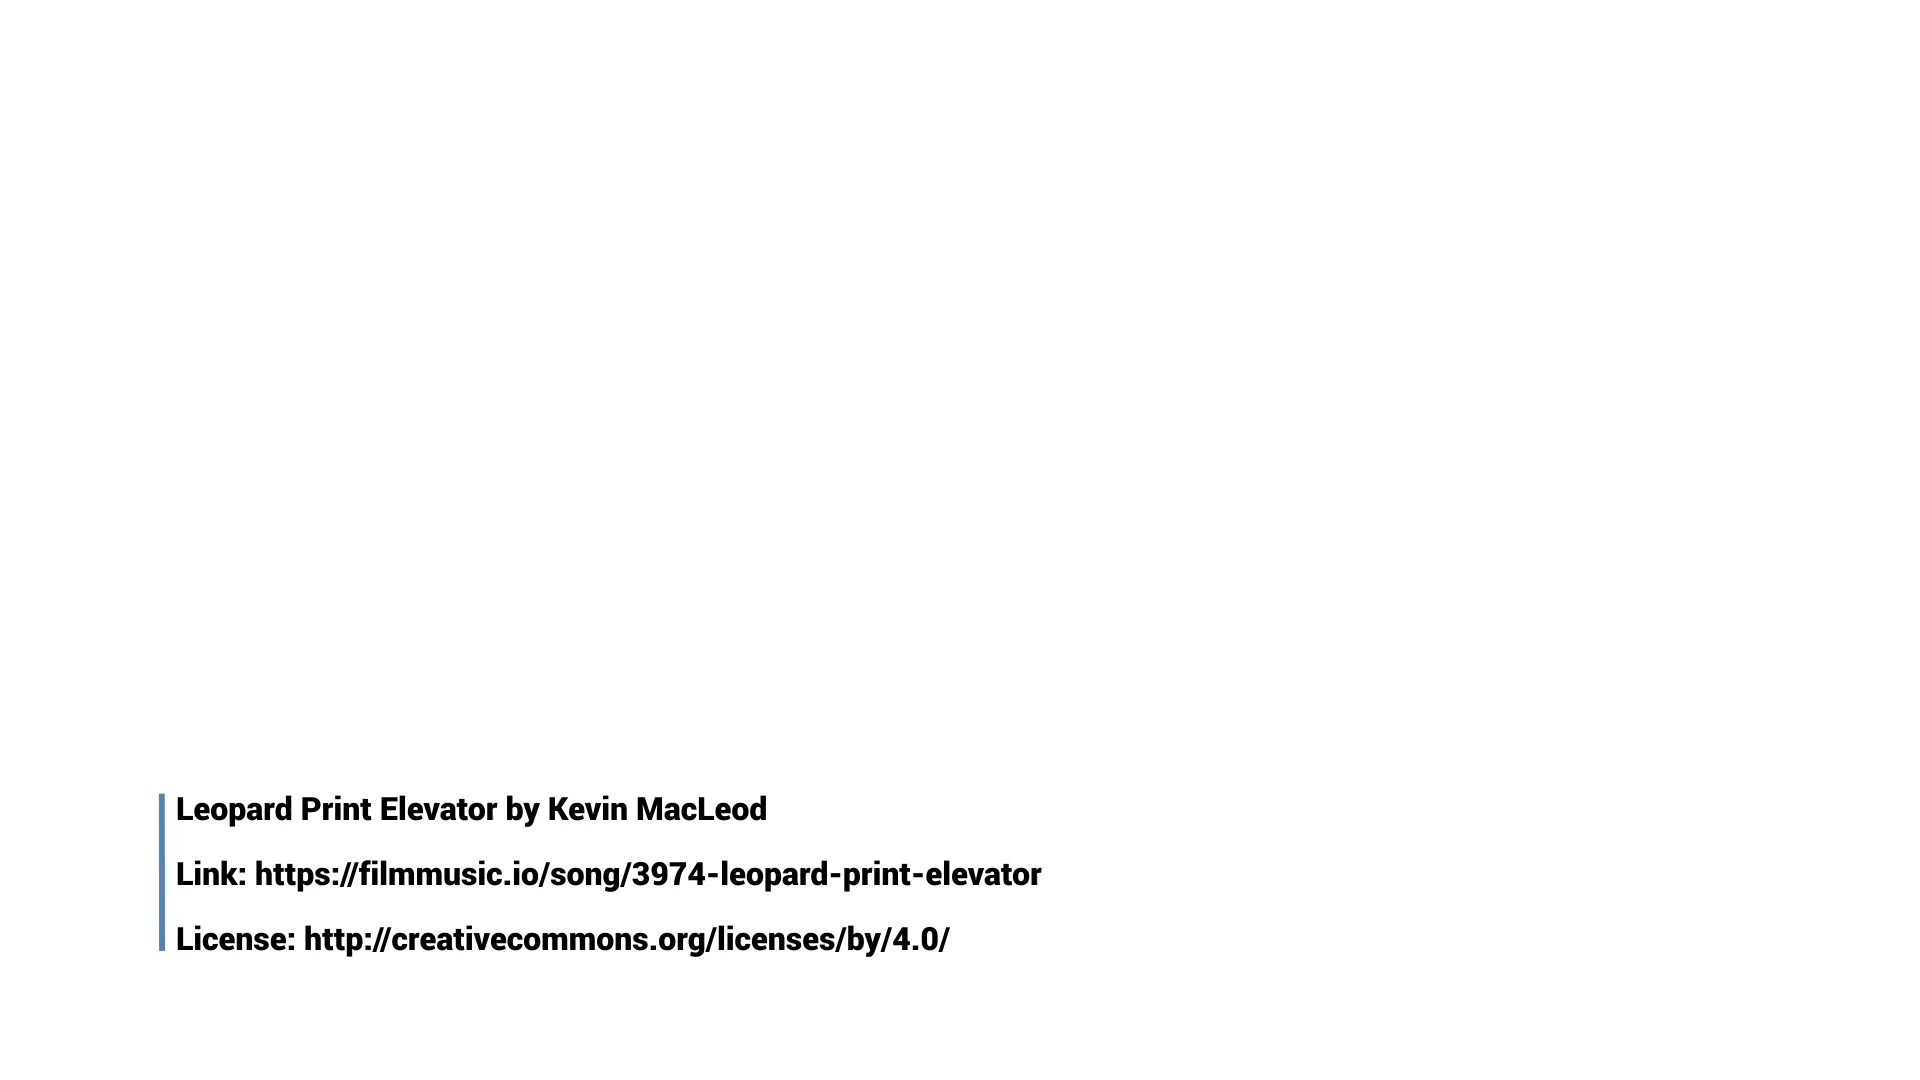 Leopard Print Elevator by Kevin MacLeod
Link: https://filmmusic.io/song/3974-leopard-print-elevator
License: http://creativecommons.org/licenses/by/4.0/